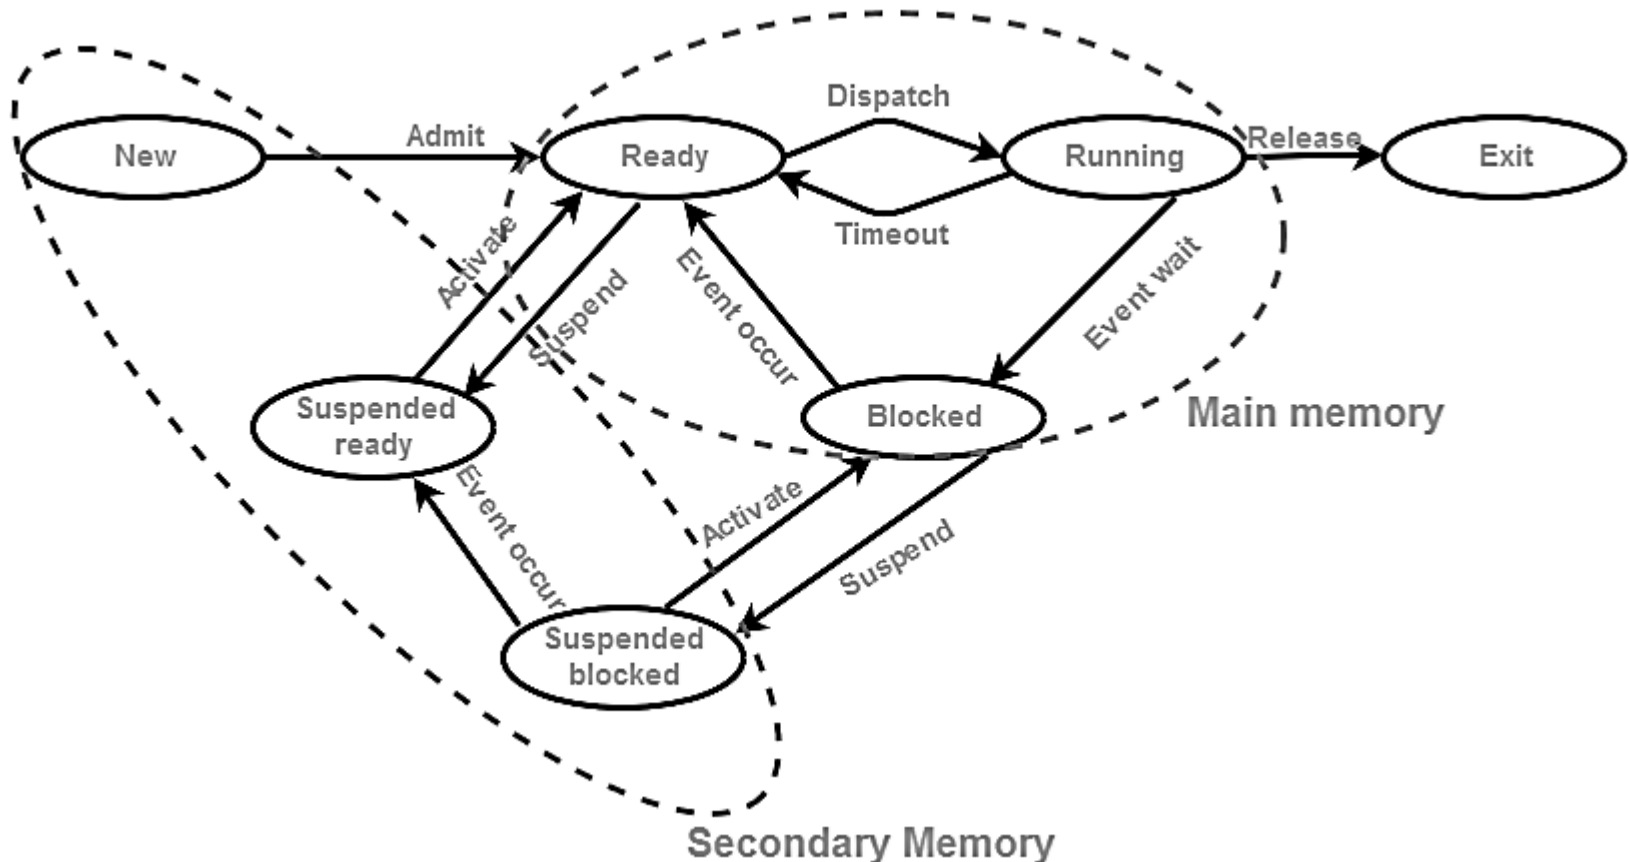 Dispatch
Admit
Release
New
Ready
Running
Exit
Timeout
Activate
Suspend
Event occur
Event wait
Suspended
ready
Blocked
Main memory
Event occur
Activate
Suspend
Suspended
blocked
Secondary Memory